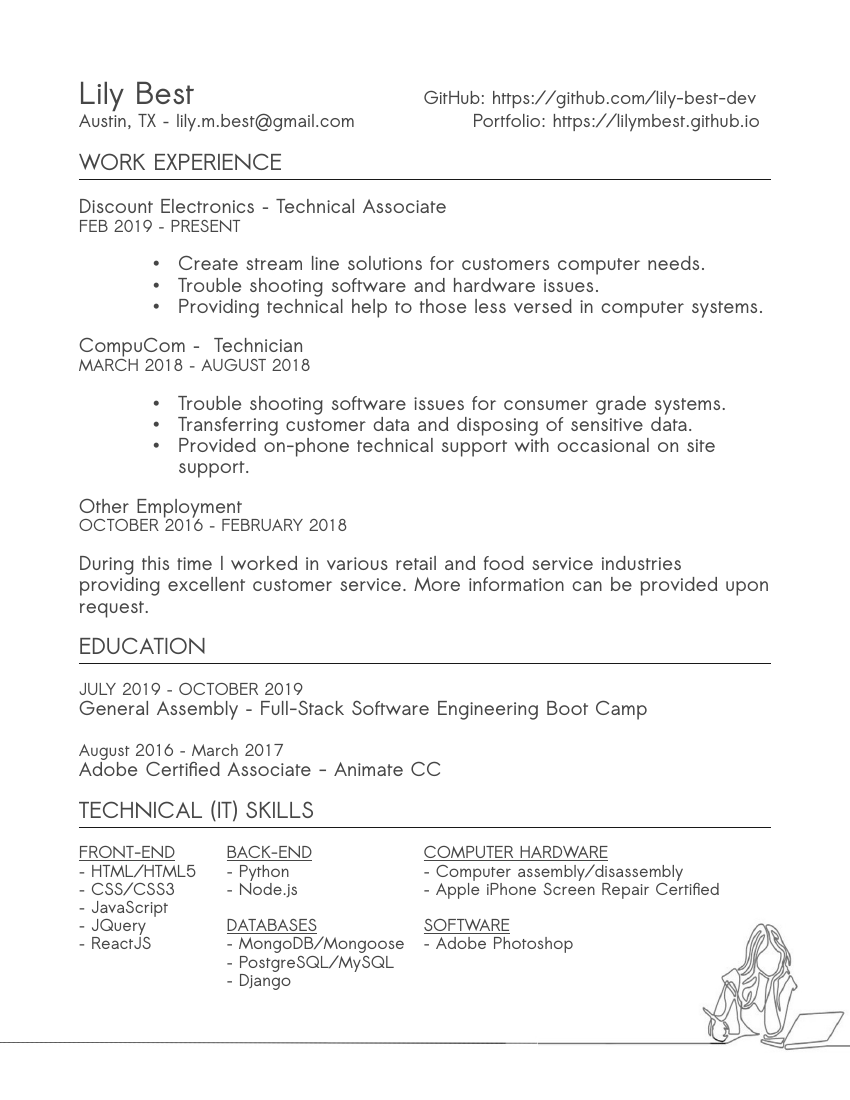 Lily Best
GitHub: https://github.com/lily-best-dev
Austin, TX - lily.m.best@gmail.com
Portfolio: https://lilymbest.github.io
WORK EXPERIENCE
Discount Electronics - Technical Associate
FEB 2019 - PRESENT
• Create stream line solutions for customers computer needs.
• Trouble shooting software and hardware issues.
• Providing technical help to those less versed in computer systems.
CompuCom -  Technician
MARCH 2018 - AUGUST 2018
• Trouble shooting software issues for consumer grade systems.
• Transferring customer data and disposing of sensitive data.
• Provided on-phone technical support with occasional on site
support.
Other Employment
OCTOBER 2016 - FEBRUARY 2018
During this time I worked in various retail and food service industries
providing excellent customer service. More information can be provided upon
request.
EDUCATION
JULY 2019 - OCTOBER 2019
General Assembly - Full-Stack Software Engineering Boot Camp
August 2016 - March 2017
Adobe Certified Associate - Animate CC
TECHNICAL (IT) SKILLS
FRONT-END
- HTML/HTML5
- CSS/CSS3
- JavaScript
- JQuery
- ReactJS
BACK-END
- Python
- Node.js
DATABASES
- MongoDB/Mongoose
- PostgreSQL/MySQL
- Django
COMPUTER HARDWARE
- Computer assembly/disassembly
- Apple iPhone Screen Repair Certified
SOFTWARE
- Adobe Photoshop